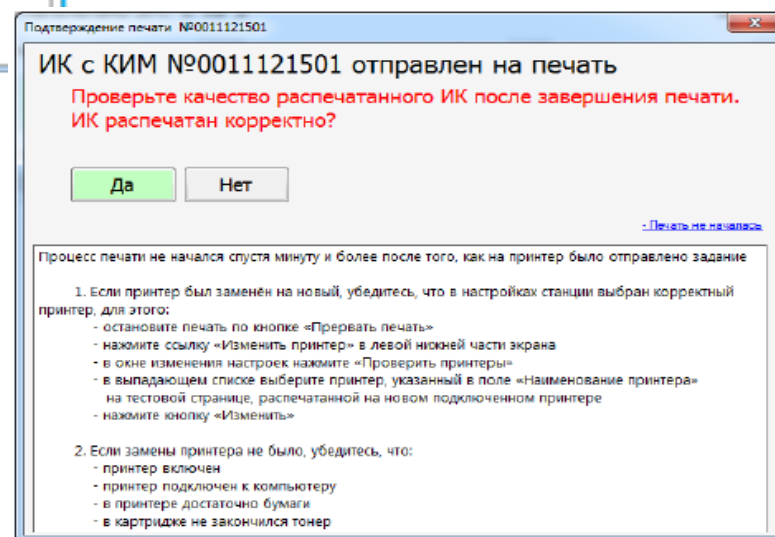 Подтверждение печати №0011121501
ИК с КИМ №0011121501 отправлен на печать
Проверьте качество распечатанного ИК после завершения печати.
ИК распечатан корректно?
Да Нет
- Печать не началась
Процесс печати не начался спустя минуту и более после того, как на принтер было отправлено задание
1. Если принтер был заменён на новый, убедитесь, что в настройках станции выбран корректный
принтер, для этого:
- остановите печать по кнопке «Прервать печать»
- нажмите ссылку «Изменить принтер» в левой нижней части экрана
- в окне изменения настроек нажмите «Проверить принтеры»
- в выпадающем списке выберите принтер, указанный в поле «Наименование принтера»
на тестовой странице, распечатанной на новом подключенном принтере
- нажмите кнопку «Изменить»
2. Если замены принтера не было, убедитесь, что:
- принтер включен
- принтер подключен к компьютеру
- в принтере достаточно бумаги
- в картридже не закончился тонер